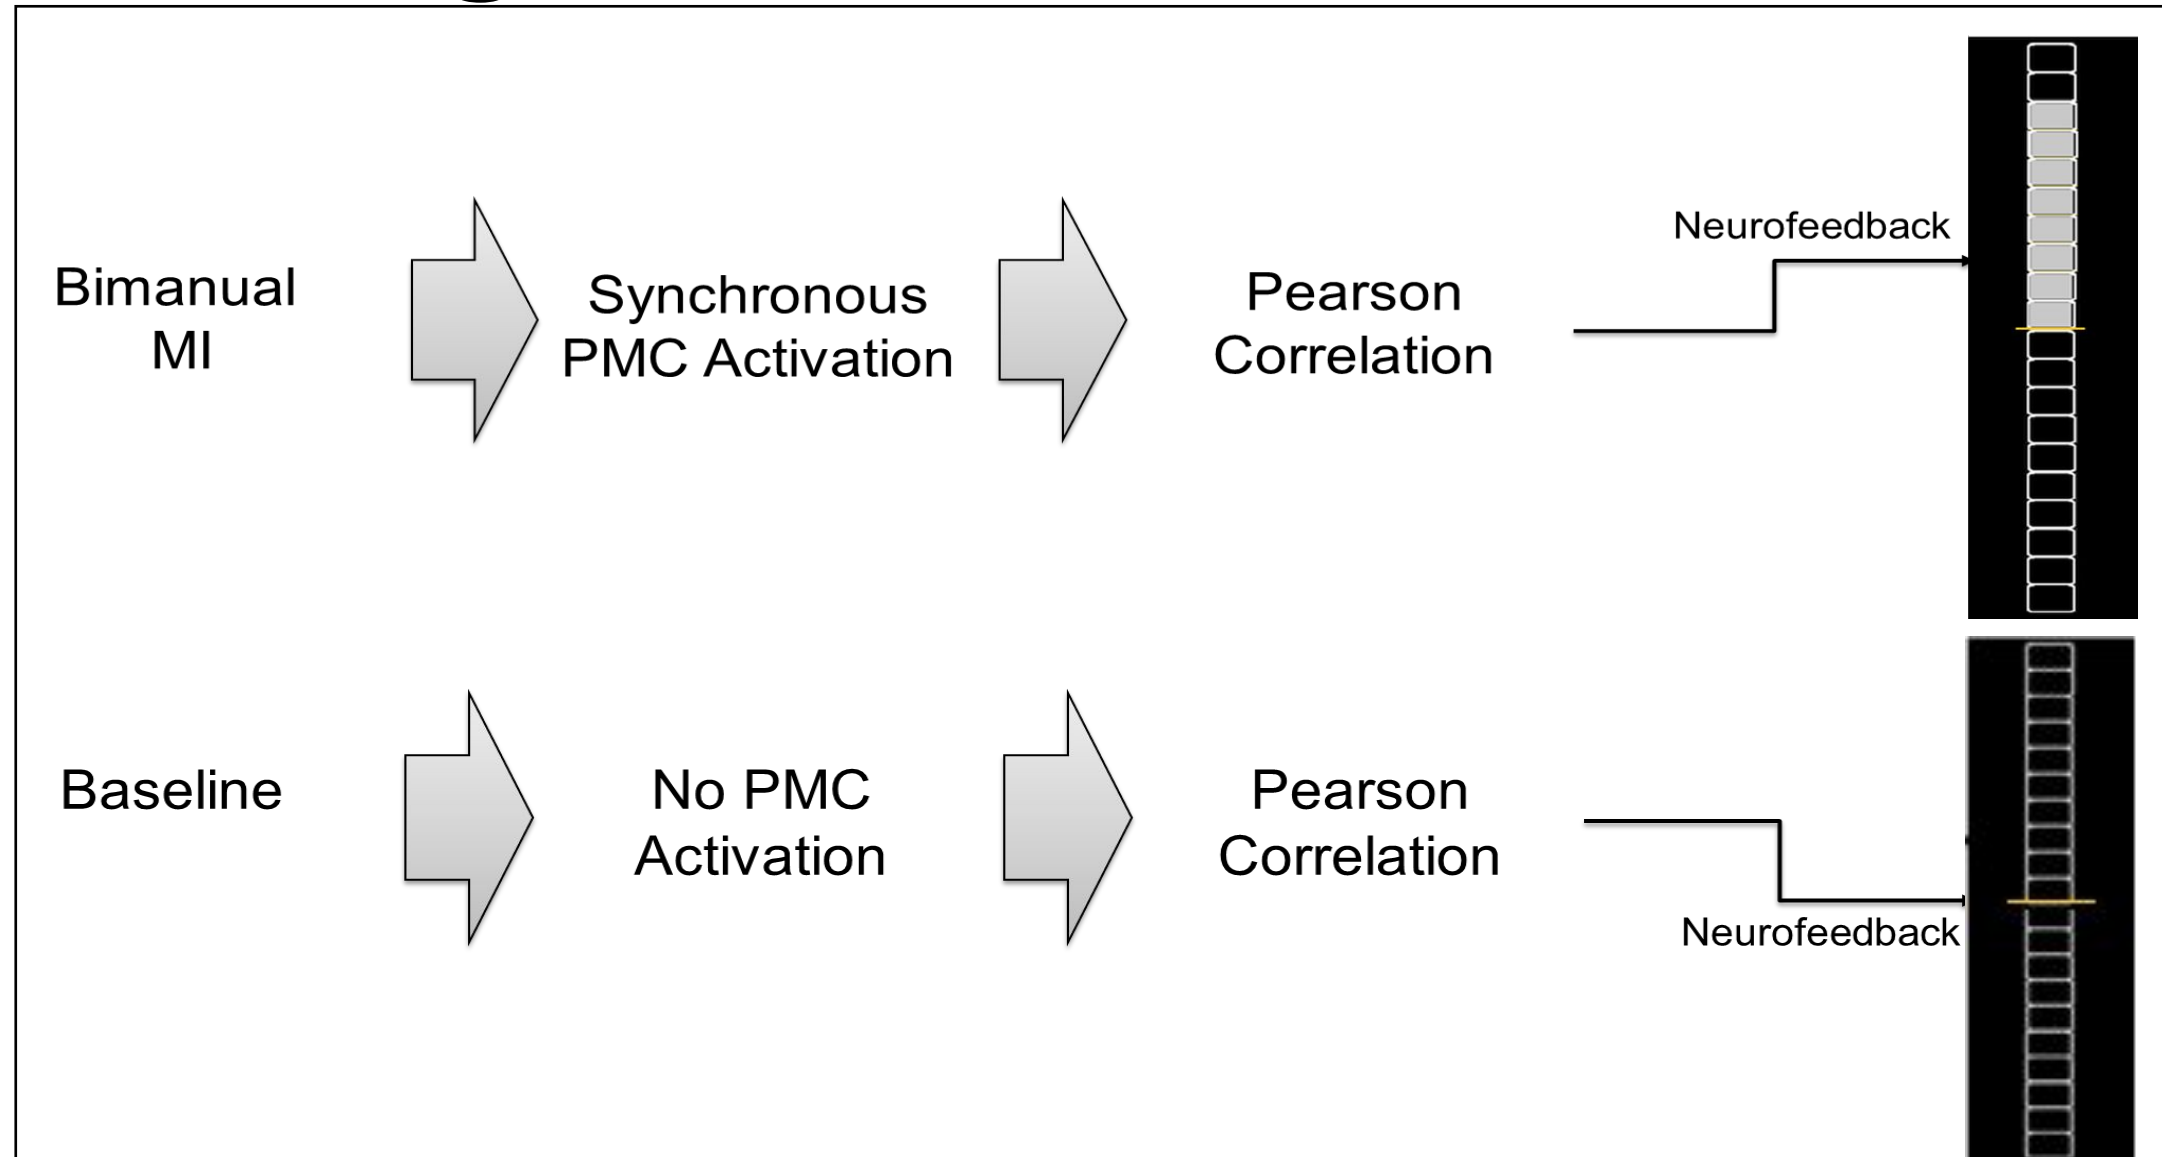 Bimanual
MI
Synchronous
PMC Activation
Pearson
Correlation
Neurofeedback
Baseline
No PMC
Activation
Pearson
Correlation
Neurofeedback